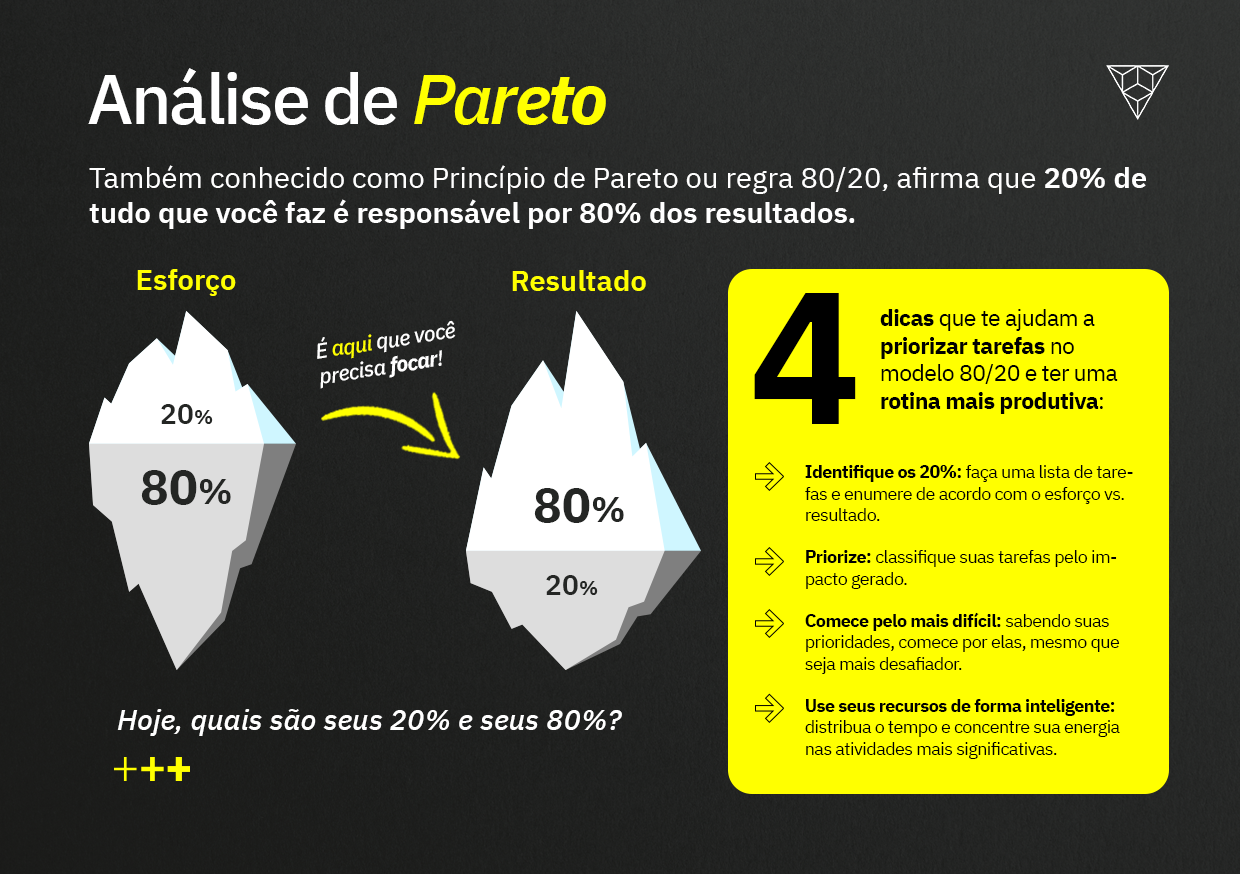 Análise de Pareto
Também conhecido como Princípio de Pareto ou regra 80/20, afirma que 20% de
tudo que você faz é responsável por 80% dos resultados.
Esforço
20%
80%
É aqui que você
precisa focar!
Resultado
80%
20%
Hoje, quais são seus 20% e seus 80%?
+++
4
dicas que te ajudam a
priorizar tarefas no
modelo 80/20 e ter uma
rotina mais produtiva:
Identifique os 20%: faça uma lista de tare-
fas e enumere de acordo com o esforço vs.
resultado.
Priorize: classifique suas tarefas pelo im-
pacto gerado.
Comece pelo mais difícil: sabendo suas
prioridades, comece por elas, mesmo que
seja mais desafiador.
Use seus recursos de forma inteligente:
distribua o tempo e concentre sua energia
nas atividades mais significativas.